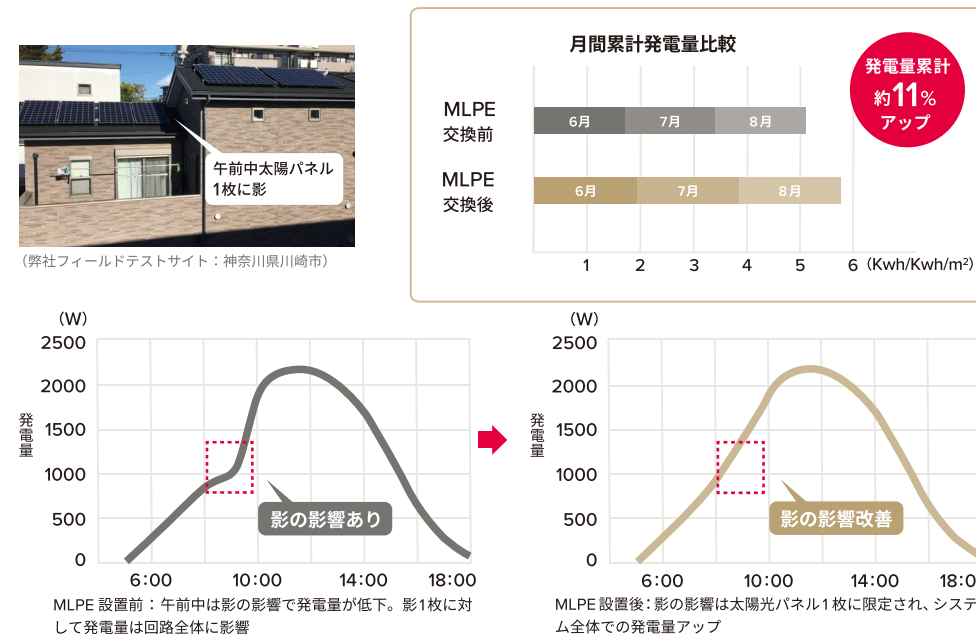 午前中太陽パネル
1枚に影
（弊社フィールドテストサイト：神奈川県川崎市）
月間累計発電量比較
発電量累計
約11%
アップ
MLPE
交換前
6月 7月 8月
MLPE
交換後
6月 7月 8月
1 2 3 4 5 6（Kwh/Kwh/m²）
（W）
2500
2000
1500
1000
500
0
発電量
影の影響あり
6:00 10:00 14:00 18:00
MLPE 設置前：午前中は影の影響で発電量が低下。影1枚に対
して発電量は回路全体に影響
（W）
2500
2000
1500
1000
500
0
発電量
影の影響改善
6:00 10:00 14:00 18:0
MLPE 設置後：影の影響は太陽光パネル1枚に限定され、システ
ム全体での発電量アップ